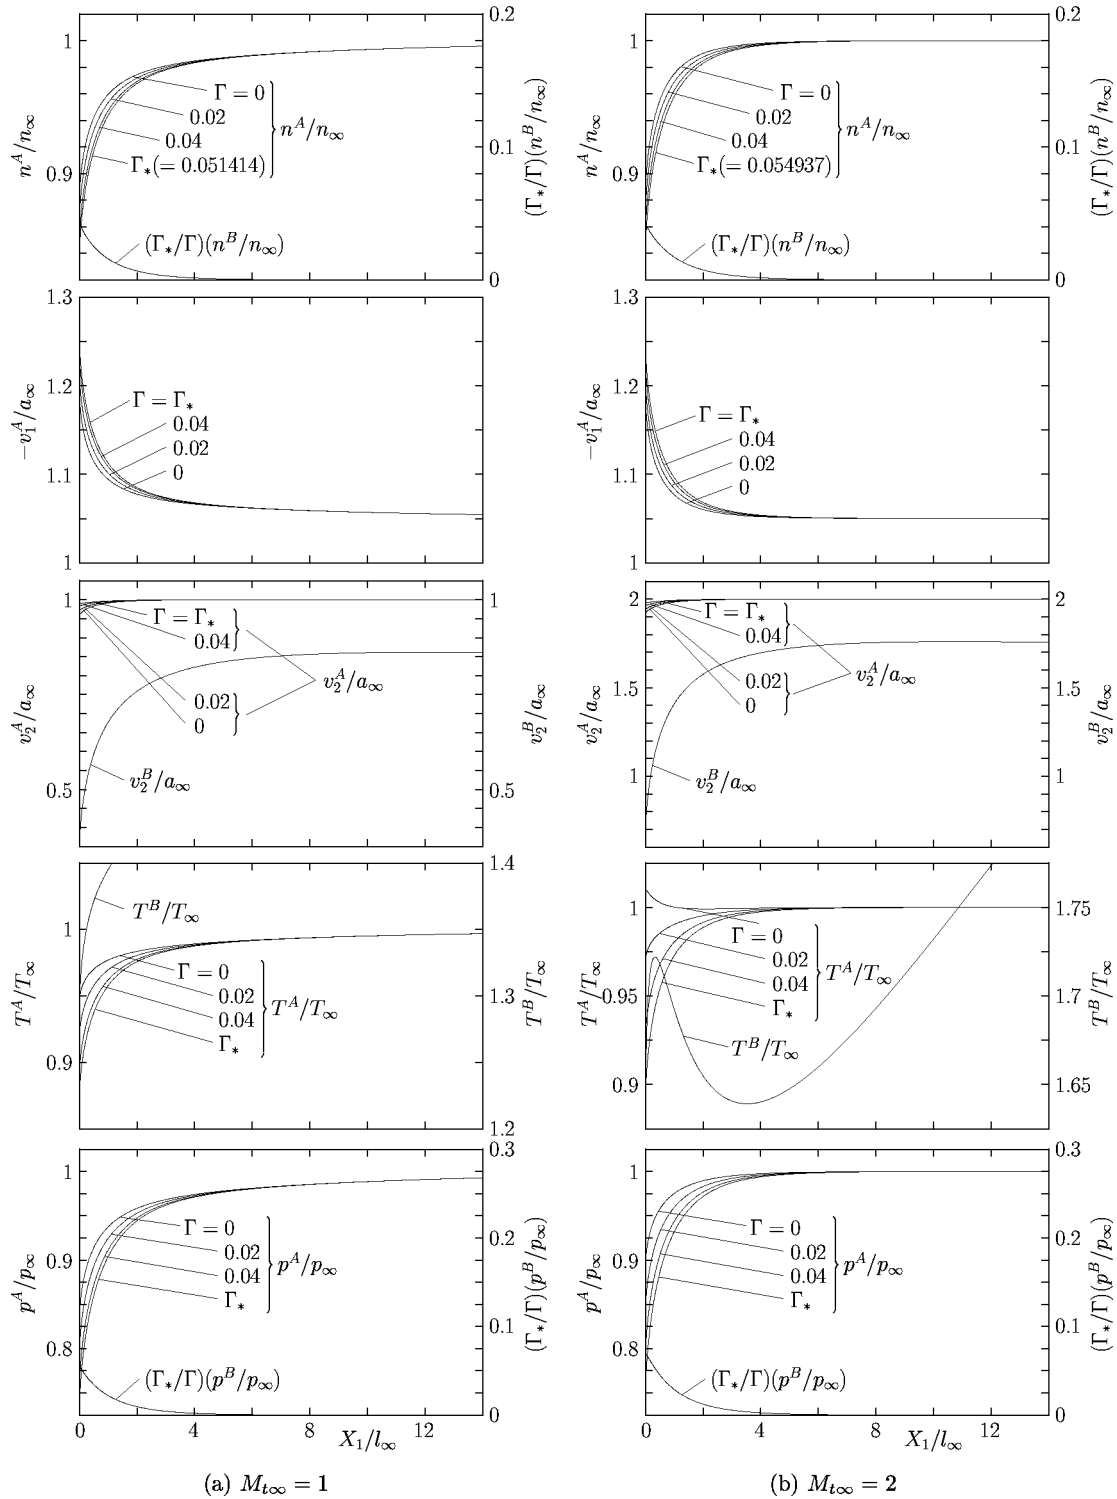 1
0.9
n^A/n_∞
0.2
0.1
0
(Γ_*/Γ)(n^B/n_∞)
Γ = 0
0.02
0.04
Γ_*(= 0.051414)
n^A/n_∞
(Γ_*/Γ)(n^B/n_∞)
1.3
1.2
1.1
1
−v_1^A/a_∞
Γ = Γ_*
0.04
0.02
0
1
0.5
v_2^A/a_∞
1
0.5
v_2^B/a_∞
Γ = Γ_*
0.04
0.02
0
v_2^A/a_∞
v_2^B/a_∞
1
0.9
T^A/T_∞
1.4
1.3
1.2
T^B/T_∞
T^B/T_∞
Γ = 0
0.02
0.04
Γ_*
T^A/T_∞
1
0.9
0.8
p^A/p_∞
0.3
0.2
0.1
0
(Γ_*/Γ)(p^B/p_∞)
Γ = 0
0.02
0.04
Γ_*
p^A/p_∞
(Γ_*/Γ)(p^B/p_∞)
0 4 8 12
X_1/l_∞
(a) M_{t∞} = 1
1
0.9
n^A/n_∞
0.2
0.1
0
(Γ_*/Γ)(n^B/n_∞)
Γ = 0
0.02
0.04
Γ_*(= 0.054937)
n^A/n_∞
(Γ_*/Γ)(n^B/n_∞)
1.3
1.2
1.1
1
−v_1^A/a_∞
Γ = Γ_*
0.04
0.02
0
2
1.5
1
v_2^A/a_∞
2
1.5
1
v_2^B/a_∞
Γ = Γ_*
0.04
0.02
0
v_2^A/a_∞
v_2^B/a_∞
1
0.95
0.9
T^A/T_∞
1.75
1.7
1.65
T^B/T_∞
Γ = 0
0.02
0.04
Γ_*
T^A/T_∞
T^B/T_∞
1
0.9
0.8
p^A/p_∞
0.3
0.2
0.1
0
(Γ_*/Γ)(p^B/p_∞)
Γ = 0
0.02
0.04
Γ_*
p^A/p_∞
(Γ_*/Γ)(p^B/p_∞)
0 4 8 12
X_1/l_∞
(b) M_{t∞} = 2